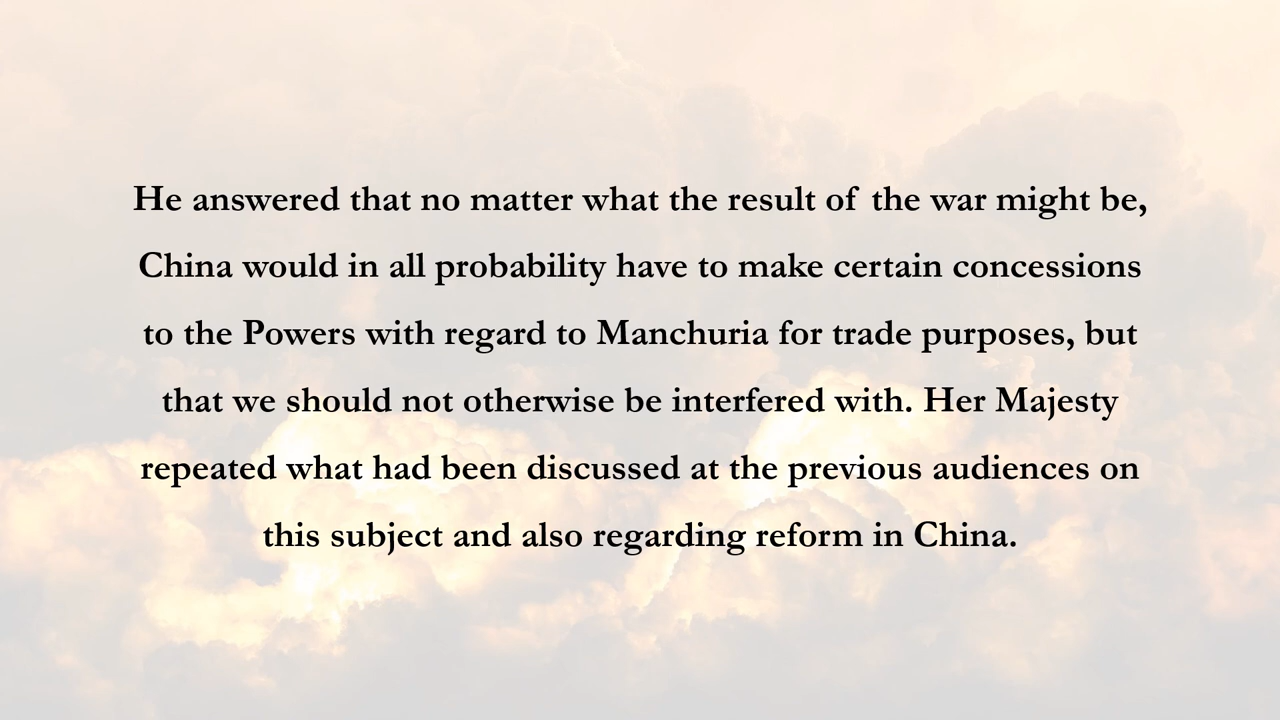 He answered that no matter what the result of the war might be,
China would in all probability have to make certain concessions
to the Powers with regard to Manchuria for trade purposes, but
that we should not otherwise be interfered with. Her Majesty
repeated what had been discussed at the previous audiences on
this subject and also regarding reform in China.